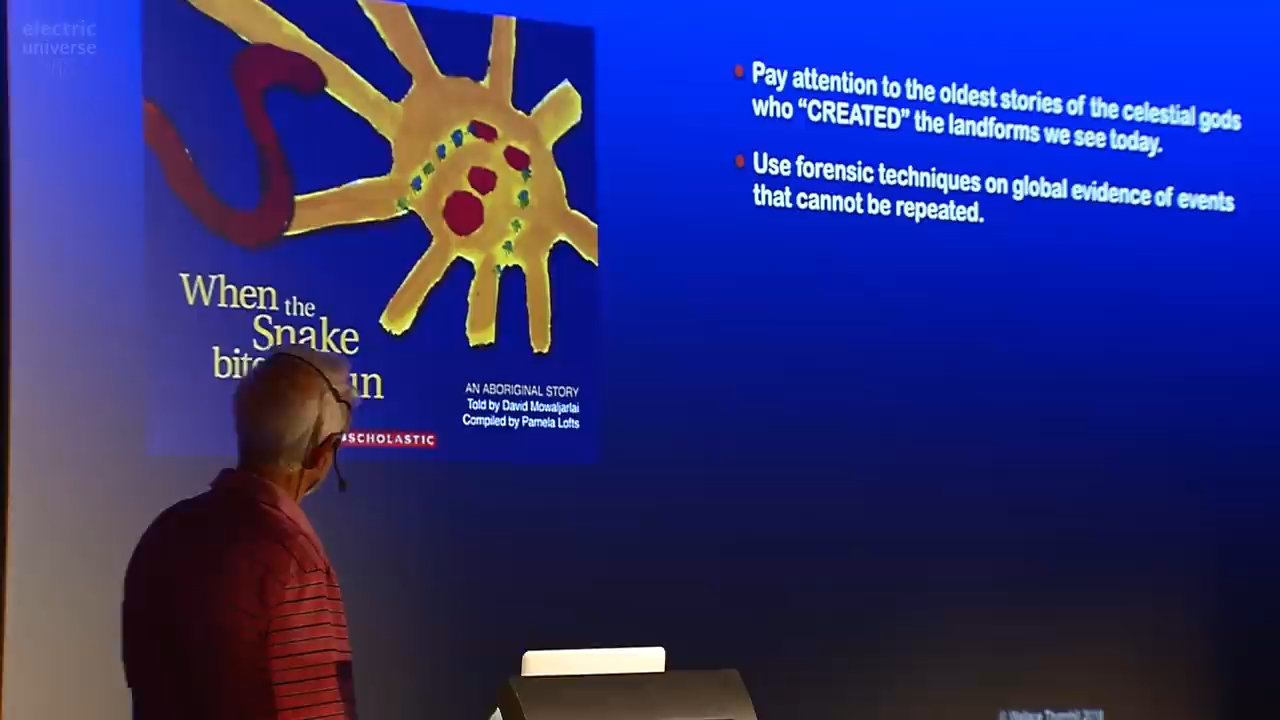 electric
universe
When the
Snake
bit
un
AN ABORIGINAL STORY
Told by David Mowaljarlai
Compiled by Pamela Lofts
SCHOLASTIC
Pay attention to the oldest stories of the celestial gods
who “CREATED” the landforms we see today.
Use forensic techniques on global evidence of events
that cannot be repeated.